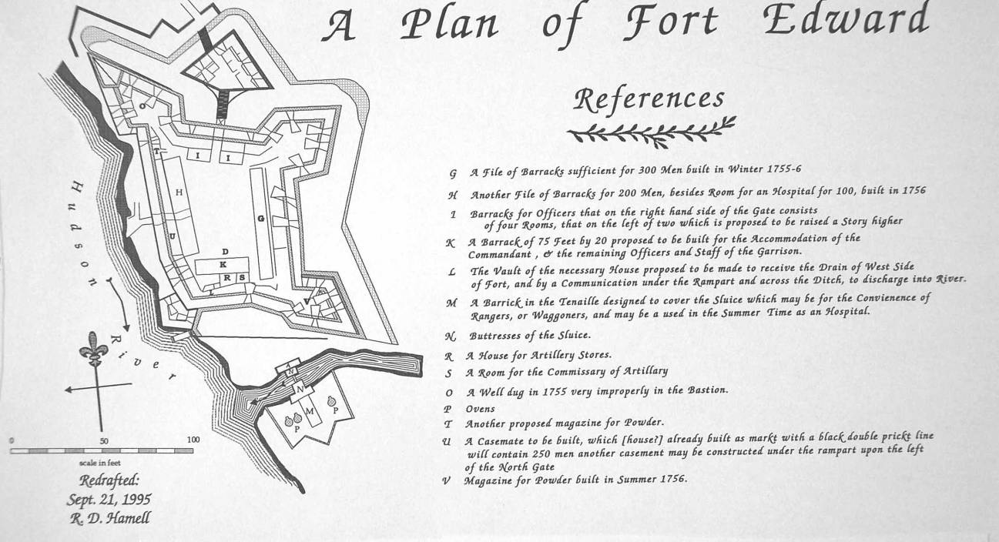 A Plan of Fort Edward
References
G A File of Barracks sufficient for 300 Men built in Winter 1755-6
H Another File of Barracks for 200 Men, besides Room for an Hospital for 100, built in 1756
I Barracks for Officers that on the right hand side of the Gate consists
of four Rooms, that on the left of two which is proposed to be raised a Story higher
K A Barrack of 75 Feet by 20 proposed to be built for the Accommodation of the
Commandant , & the remaining Officers and Staff of the Garrison.
L The Vault of the necessary House proposed to be made to receive the Drain of West Side
of Fort, and by a Communication under the Rampart and across the Ditch, to discharge into River.
M A Barrick in the Tenaille designed to cover the Sluice which may be for the Convienence of
Rangers, or Waggoners, and may be a used in the Summer Time as an Hospital.
N Buttresses of the Sluice.
R A House for Artillery Stores.
S A Room for the Commissary of Artillary
O A Well dug in 1755 very improperly in the Bastion.
P Ovens
T Another proposed magazine for Powder.
U A Casemate to be built, which [house?] already built as markt with a black double prickt line
will contain 250 men another casement may be constructed under the rampart upon the left
of the North Gate
V Magazine for Powder built in Summer 1756.
O
T
I I
H
G
U
D
K
R S
L
V
N
N
M
P
P
Hudson
River
0 50 100
scale in feet
Redrafted:
Sept. 21, 1995
R. D. Hamell